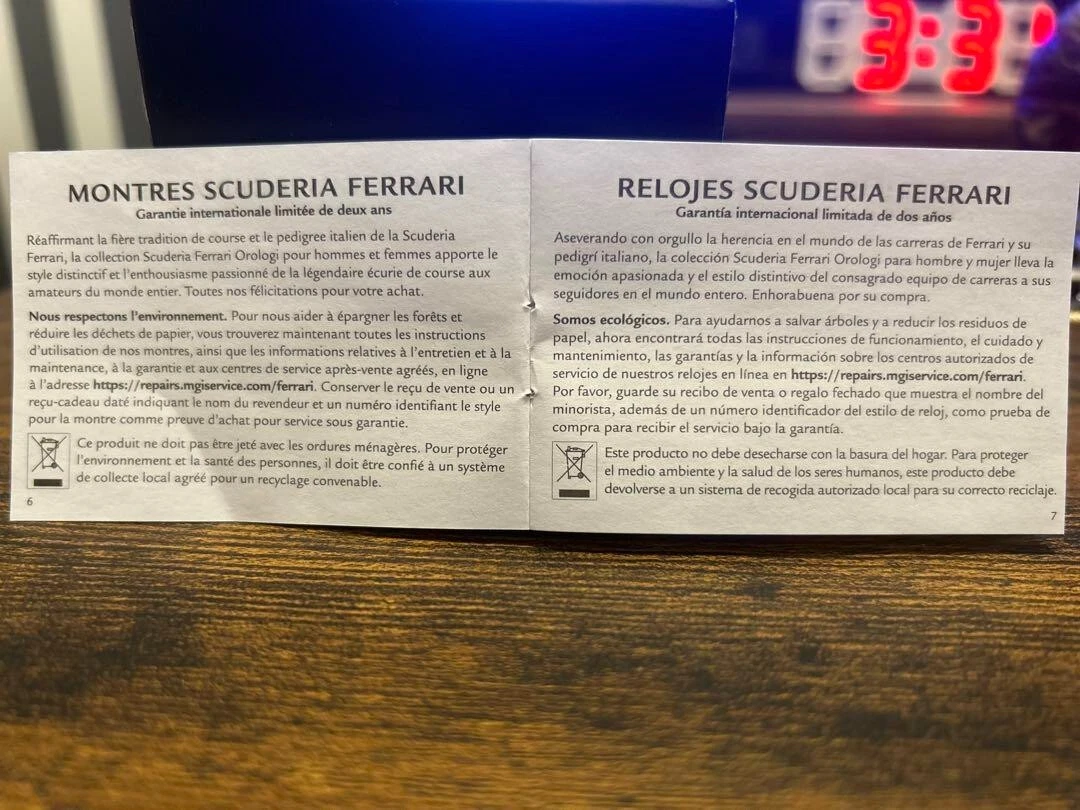 MONTRES SCUDERIA FERRARI
Garantie internationale limitée de deux ans
Réaffirmant la fière tradition de course et le pedigree italien de la Scuderia
Ferrari, la collection Scuderia Ferrari Orologi pour hommes et femmes apporte le
style distinctif et l'enthousiasme passionné de la légendaire écurie de course aux
amateurs du monde entier. Toutes nos félicitations pour votre achat.
Nous respectons l'environnement. Pour nous aider à épargner les forêts et
réduire les déchets de papier, vous trouverez maintenant toutes les instructions
d'utilisation de nos montres, ainsi que les informations relatives à l'entretien et à la
maintenance, à la garantie et aux centres de service après-vente agréés, en ligne
à l'adresse https://repairs.mgiservice.com/ferrari. Conserver le reçu de vente ou un
reçu-cadeau daté indiquant le nom du revendeur et un numéro identifiant le style
pour la montre comme preuve d'achat pour service sous garantie.
Ce produit ne doit pas être jeté avec les ordures ménagères. Pour protéger
l'environnement et la santé des personnes, il doit être confié à un système
de collecte local agréé pour un recyclage convenable.
6
RELOJES SCUDERIA FERRARI
Garantía internacional limitada de dos años
Aseverando con orgullo la herencia en el mundo de las carreras de Ferrari y su
pedigrí italiano, la colección Scuderia Ferrari Orologi para hombre y mujer lleva la
emoción apasionada y el estilo distintivo del consagrado equipo de carreras a sus
seguidores en el mundo entero. Enhorabuena por su compra.
Somos ecológicos. Para ayudarnos a salvar árboles y a reducir los residuos de
papel, ahora encontrará todas las instrucciones de funcionamiento, el cuidado y
mantenimiento, las garantías y la información sobre los centros autorizados de
servicio de nuestros relojes en línea en https://repairs.mgiservice.com/ferrari.
Por favor, guarde su recibo de venta o regalo fechado que muestra el nombre del
minorista, además de un número identificador del estilo de reloj, como prueba de
compra para recibir el servicio bajo la garantía.
Este producto no debe desecharse con la basura del hogar. Para proteger
el medio ambiente y la salud de los seres humanos, este producto debe
devolverse a un sistema de recogida autorizado local para su correcto reciclaje.
7